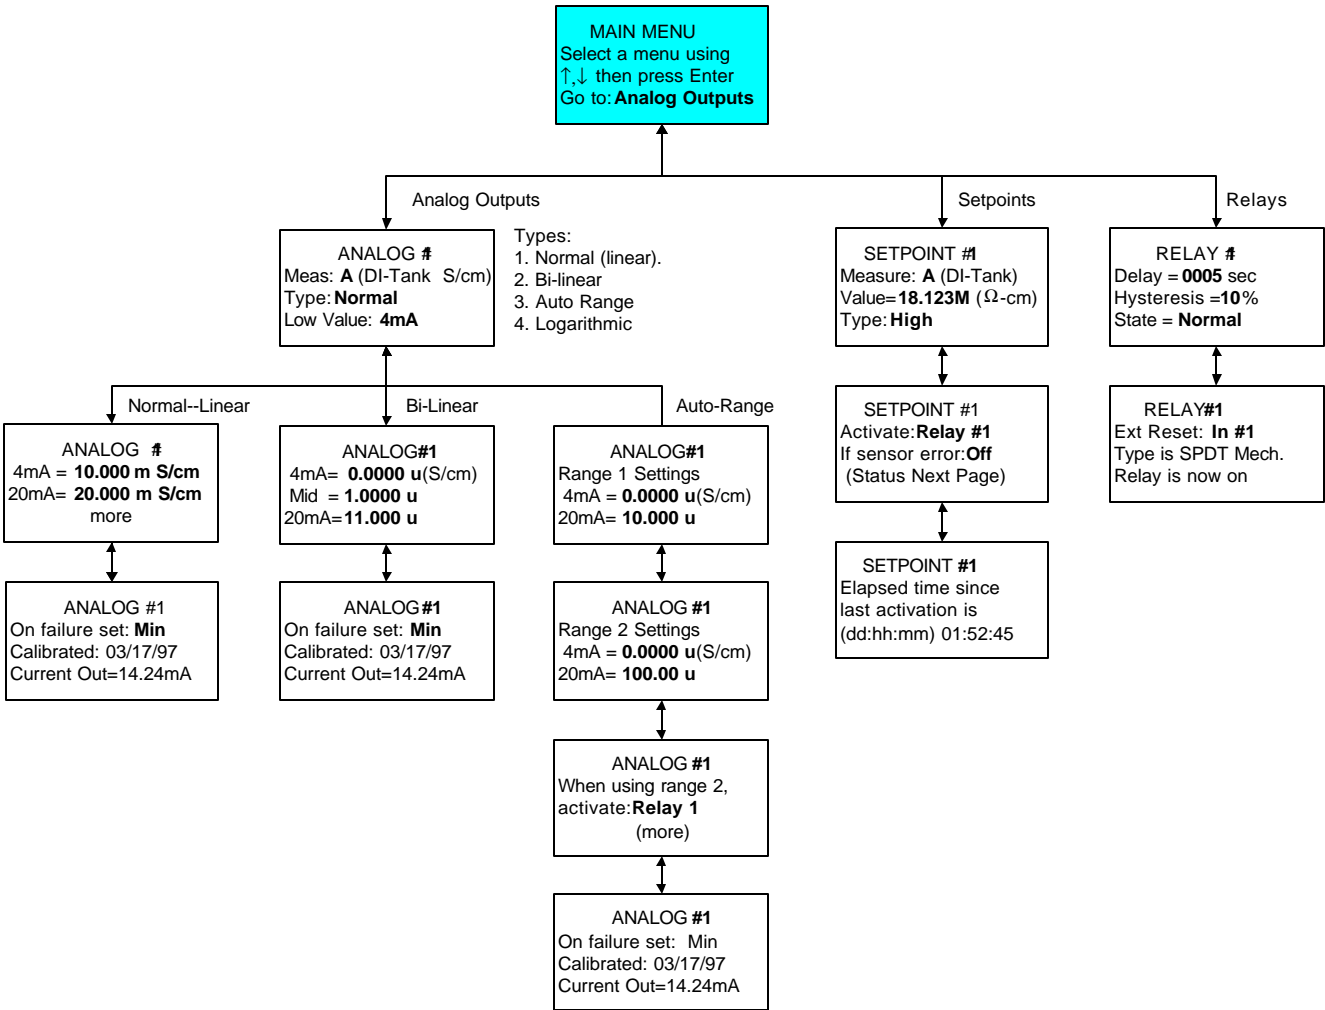 MAIN MENU
Select a menu using
↑,↓ then press Enter
Go to: Analog Outputs
Analog Outputs
Setpoints
Relays
ANALOG #1
Meas: A (DI-Tank S/cm)
Type: Normal
Low Value: 4mA
Types:
1. Normal (linear).
2. Bi-linear
3. Auto Range
4. Logarithmic
SETPOINT #1
Measure: A (DI-Tank)
Value=18.123M (Ω-cm)
Type: High
RELAY #1
Delay = 0005 sec
Hysteresis =10%
State = Normal
Normal--Linear
Bi-Linear
Auto-Range
ANALOG #1
4mA = 10.000 m S/cm
20mA= 20.000 m S/cm
more
ANALOG#1
4mA= 0.0000 u(S/cm)
Mid = 1.0000 u
20mA=11.000 u
ANALOG#1
Range 1 Settings
4mA = 0.0000 u(S/cm)
20mA= 10.000 u
SETPOINT #1
Activate:Relay #1
If sensor error:Off
(Status Next Page)
RELAY#1
Ext Reset: In #1
Type is SPDT Mech.
Relay is now on
ANALOG #1
On failure set: Min
Calibrated: 03/17/97
Current Out=14.24mA
ANALOG#1
On failure set: Min
Calibrated: 03/17/97
Current Out=14.24mA
ANALOG #1
Range 2 Settings
4mA = 0.0000 u(S/cm)
20mA= 100.00 u
SETPOINT #1
Elapsed time since
last activation is
(dd:hh:mm) 01:52:45
ANALOG #1
When using range 2,
activate:Relay 1
(more)
ANALOG #1
On failure set: Min
Calibrated: 03/17/97
Current Out=14.24mA